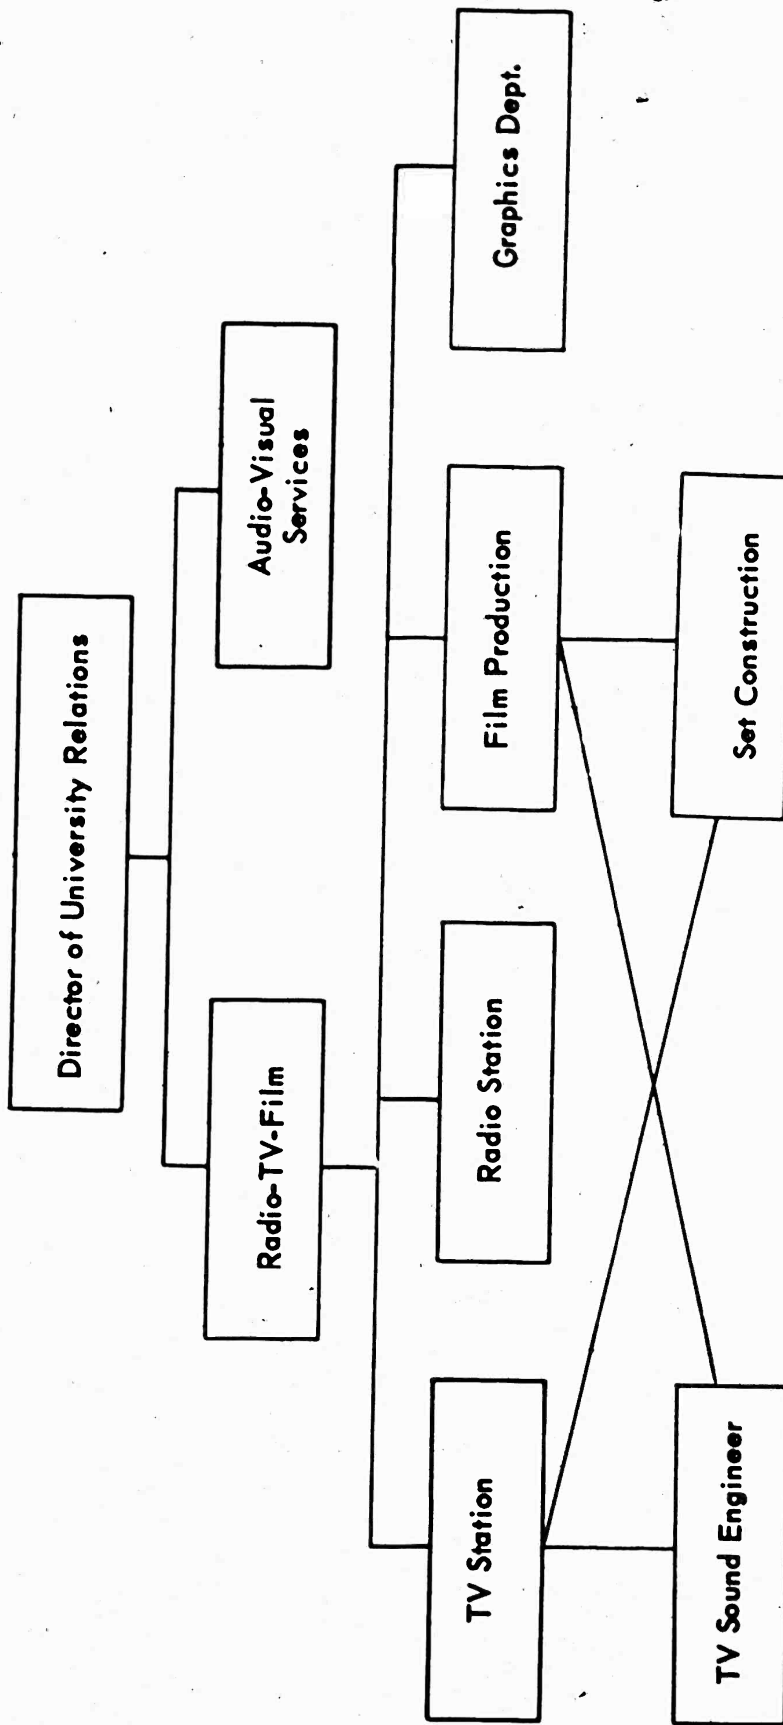 Director of University Relations
Radio-TV-Film
Audio-Visual
Services
TV Station
Radio Station
Film Production
Graphics Dept.
TV Sound Engineer
Set Construction